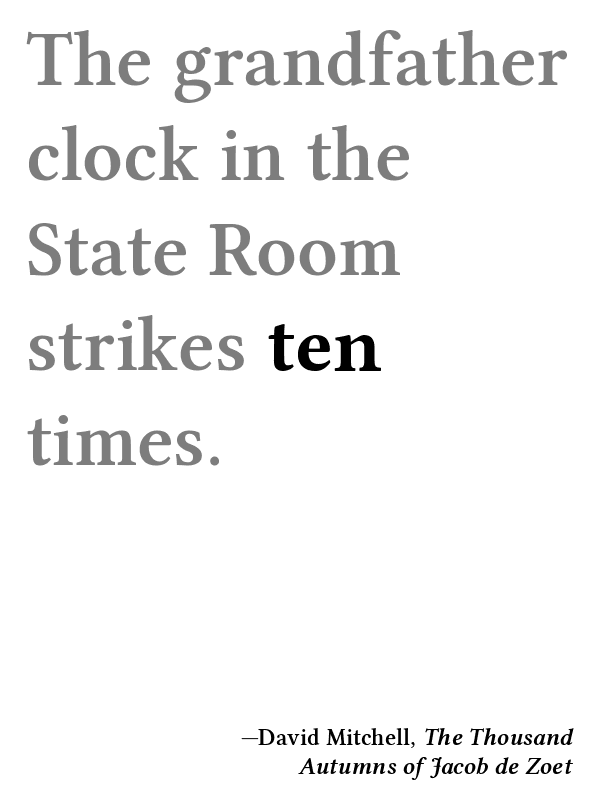 The grandfather
clock in the
State Room
strikes ten
times.
—David Mitchell, The Thousand
Autumns of Jacob de Zoet